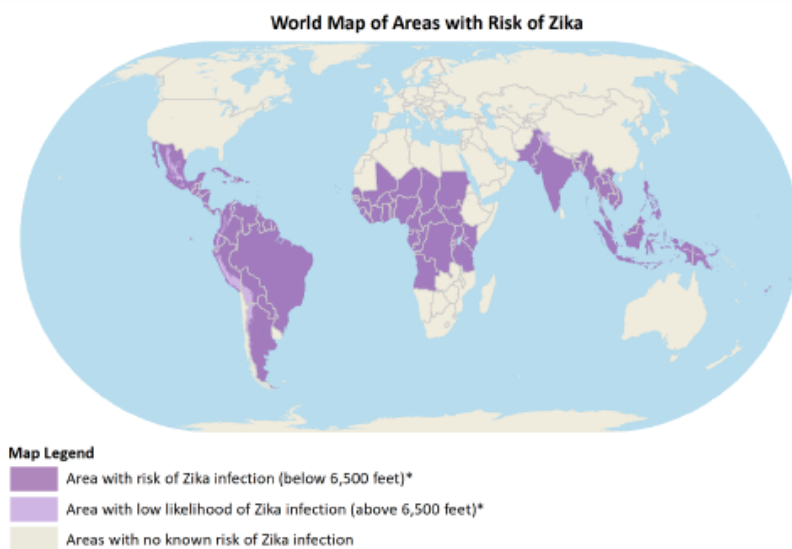 World Map of Areas with Risk of Zika
Map Legend
Area with risk of Zika infection (below 6,500 feet)*
Area with low likelihood of Zika infection (above 6,500 feet)*
Areas with no known risk of Zika infection